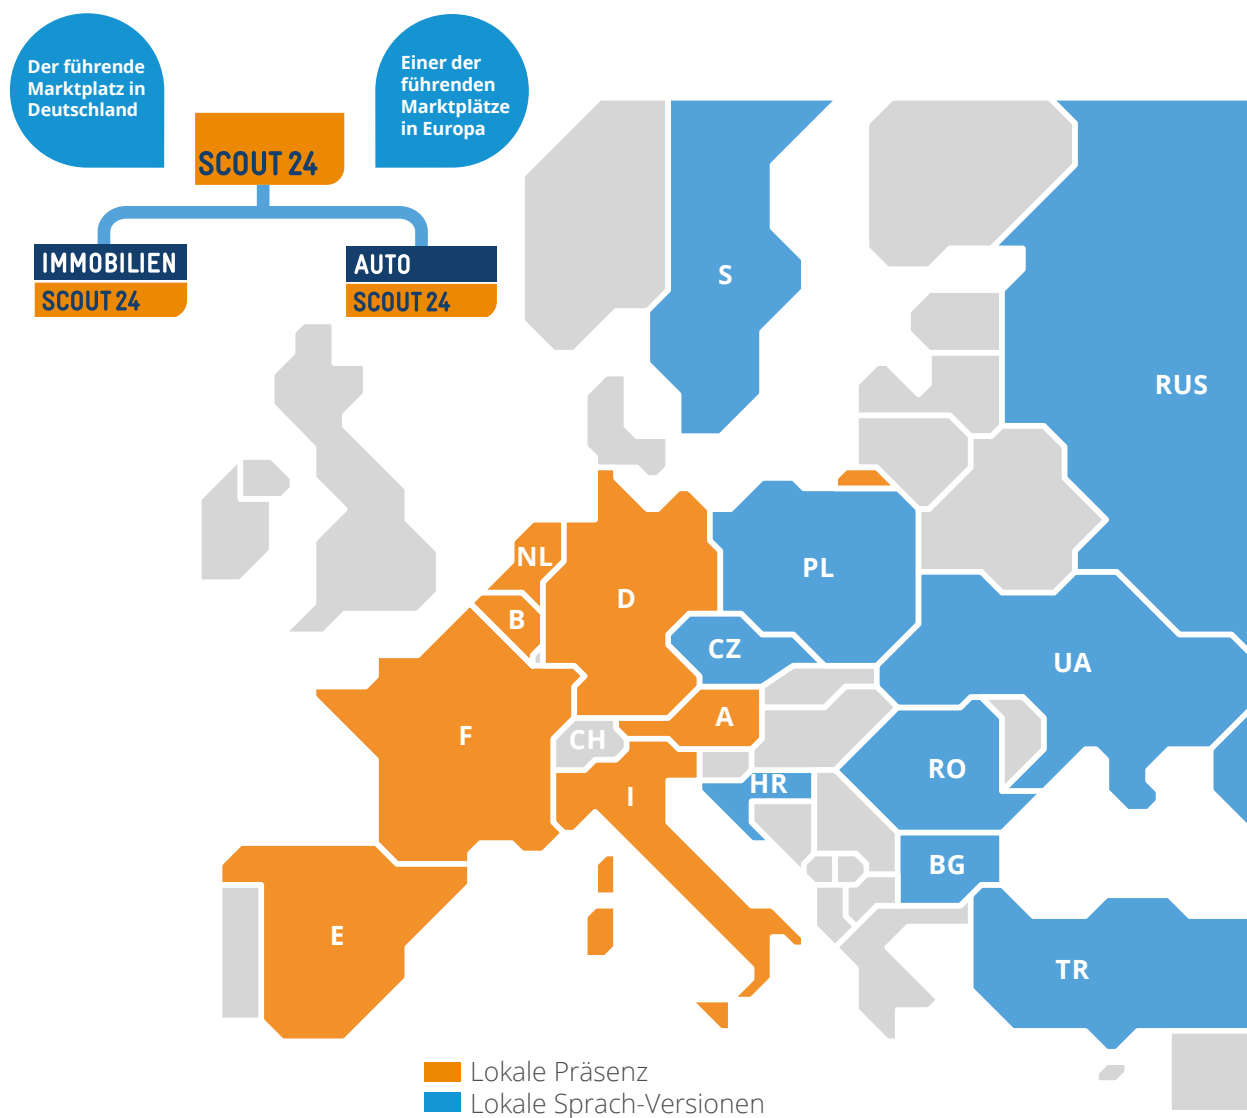 Der führende
Marktplatz in
Deutschland
Einer der
führenden
Marktplätze
in Europa
SCOUT 24
IMMOBILIEN
SCOUT 24
AUTO
SCOUT 24
S
RUS
NL
D
PL
B
CZ
UA
A
F
CH
RO
HR
I
BG
E
TR
Lokale Präsenz
Lokale Sprach-Versionen